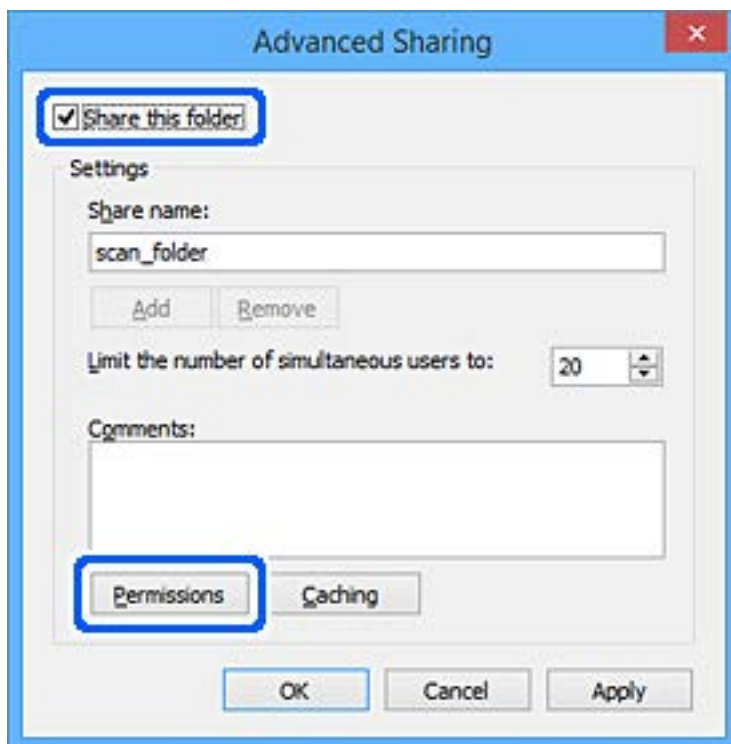 Advanced Sharing
Share this folder
Settings
Share name:
scan_folder
Add Remove
Limit the number of simultaneous users to: 20
Comments:
Permissions Caching
OK Cancel Apply